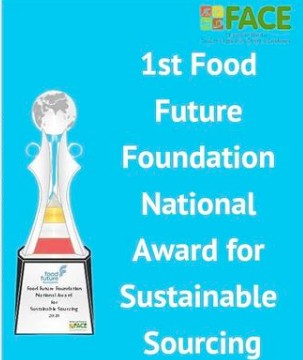 FACE
1st Food
Future
Foundation
National
Award for
Sustainable
Sourcing
food
future
Food Future Foundation
National Award
for
Sustainable Sourcing
FACE